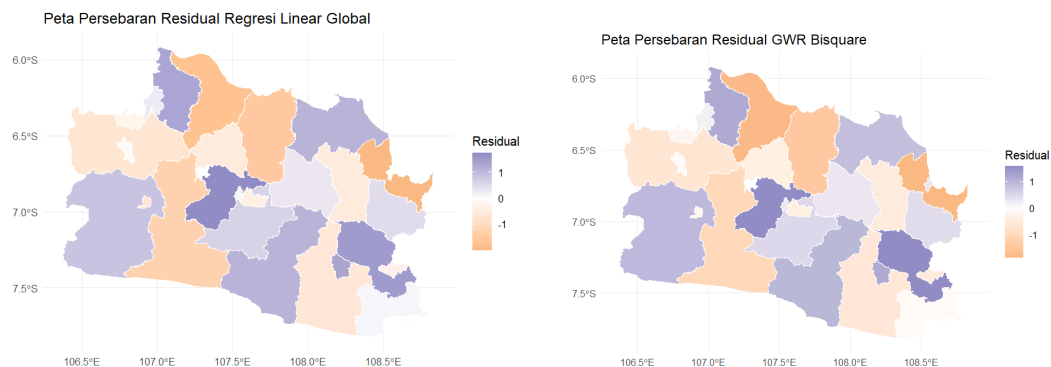 Peta Persebaran Residual Regresi Linear Global
6.0°S
6.5°S
7.0°S
7.5°S
106.5°E 107.0°E 107.5°E 108.0°E 108.5°E
Residual
1
0
-1
Peta Persebaran Residual GWR Bisquare
6.0°S
6.5°S
7.0°S
7.5°S
106.5°E 107.0°E 107.5°E 108.0°E 108.5°E
Residual
1
0
-1